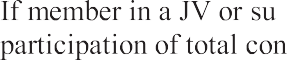 If member in a JV or su
participation of total con